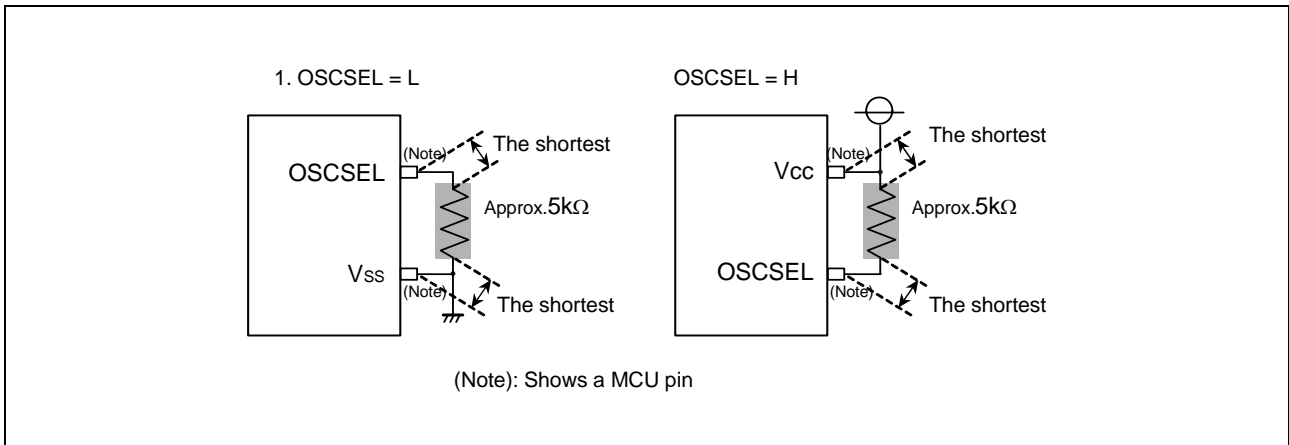 1. OSCSEL = L
OSCSEL
(Note)
The shortest
Approx.5kΩ
Vss
(Note)
The shortest
OSCSEL = H
Vcc
(Note)
The shortest
Approx.5kΩ
OSCSEL
(Note)
The shortest
(Note): Shows a MCU pin